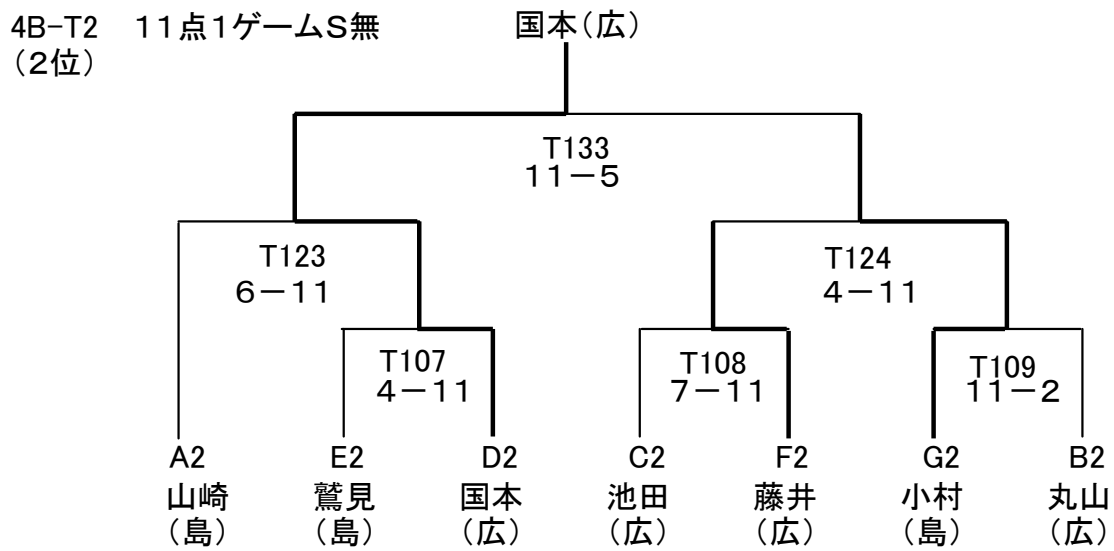 4B-T2　１１点１ゲームＳ無
（２位）
国本（広）
T133
１１－５
T123
６－１１
T124
４－１１
T107
４－１１
T108
７－１１
T109
１１－２
A2 E2 D2 C2 F2 G2 B2
山崎 鷲見 国本 池田 藤井 小村 丸山
（島） （島） （広） （広） （広） （島） （広）